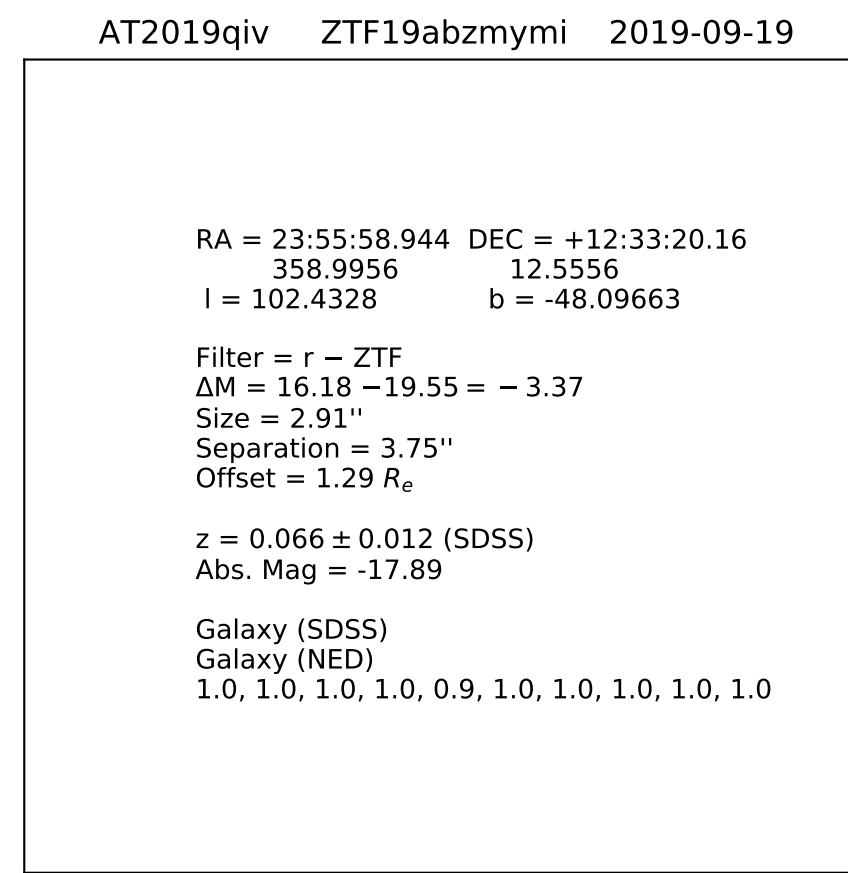 AT2019qiv ZTF19abzmymi 2019-09-19
RA = 23:55:58.944 DEC = +12:33:20.16
358.9956 12.5556
l = 102.4328 b = -48.09663
Filter = r − ZTF
ΔM = 16.18 −19.55 = − 3.37
Size = 2.91''
Separation = 3.75''
Offset = 1.29 Rₑ
z = 0.066 ± 0.012 (SDSS)
Abs. Mag = -17.89
Galaxy (SDSS)
Galaxy (NED)
1.0, 1.0, 1.0, 1.0, 0.9, 1.0, 1.0, 1.0, 1.0, 1.0